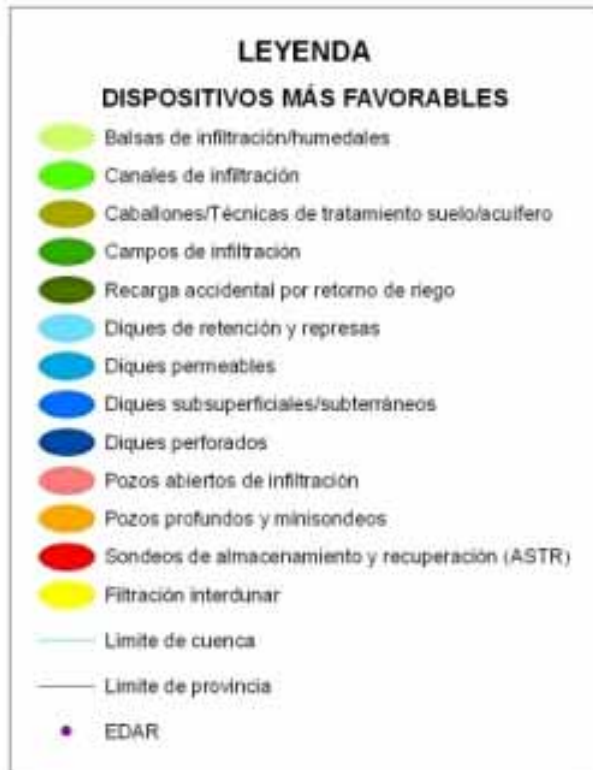 LEYENDA
DISPOSITIVOS MÁS FAVORABLES
Balsas de infiltración/humedales
Canales de infiltración
Caballones/Técnicas de tratamiento suelo/acuífero
Campos de infiltración
Recarga accidental por retorno de riego
Diques de retención y represas
Diques permeables
Diques subsuperficiales/subterráneos
Diques perforados
Pozos abiertos de infiltración
Pozos profundos y minisondeos
Sondeos de almacenamiento y recuperación (ASTR)
Filtración interdunar
Limite de cuenca
Limite de provincia
EDAR